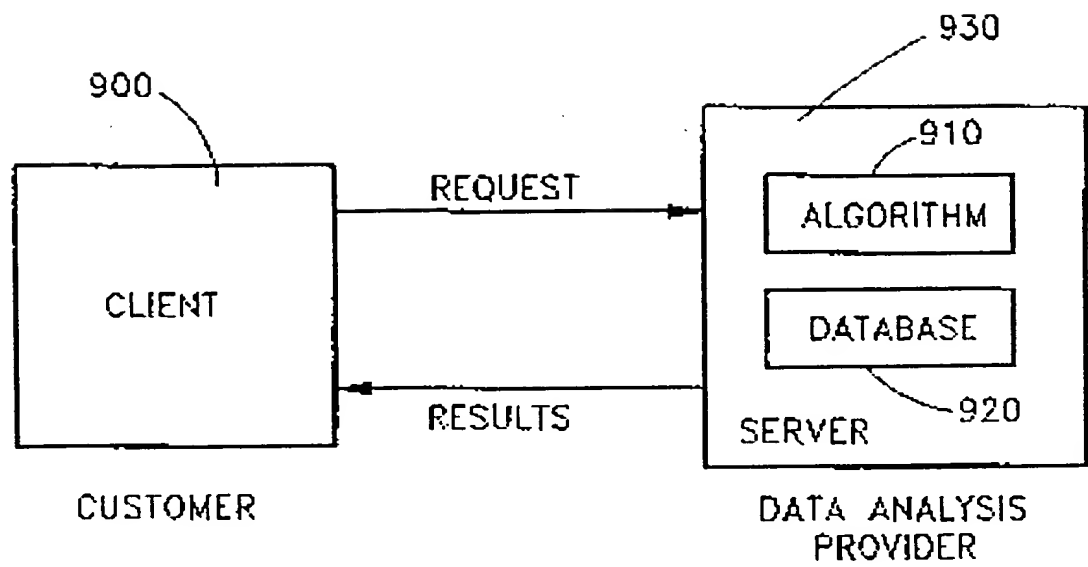 930
900
910
REQUEST
ALGORITHM
CLIENT
DATABASE
RESULTS
920
SERVER
CUSTOMER
DATA ANALYSIS
PROVIDER